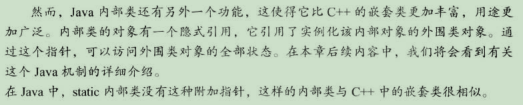 然而，Java 内部类还有另外一个功能，这使得它比 C++ 的嵌套类更加丰富，用途更
加广泛。内部类的对象有一个隐式引用，它引用了实例化该内部对象的外围类对象。通
过这个指针，可以访问外围类对象的全部状态。在本章后续内容中，我们将会看到有关
这个 Java 机制的详细介绍。
在 Java 中，static 内部类没有这种附加指针，这样的内部类与 C++ 中的嵌套类很相似。